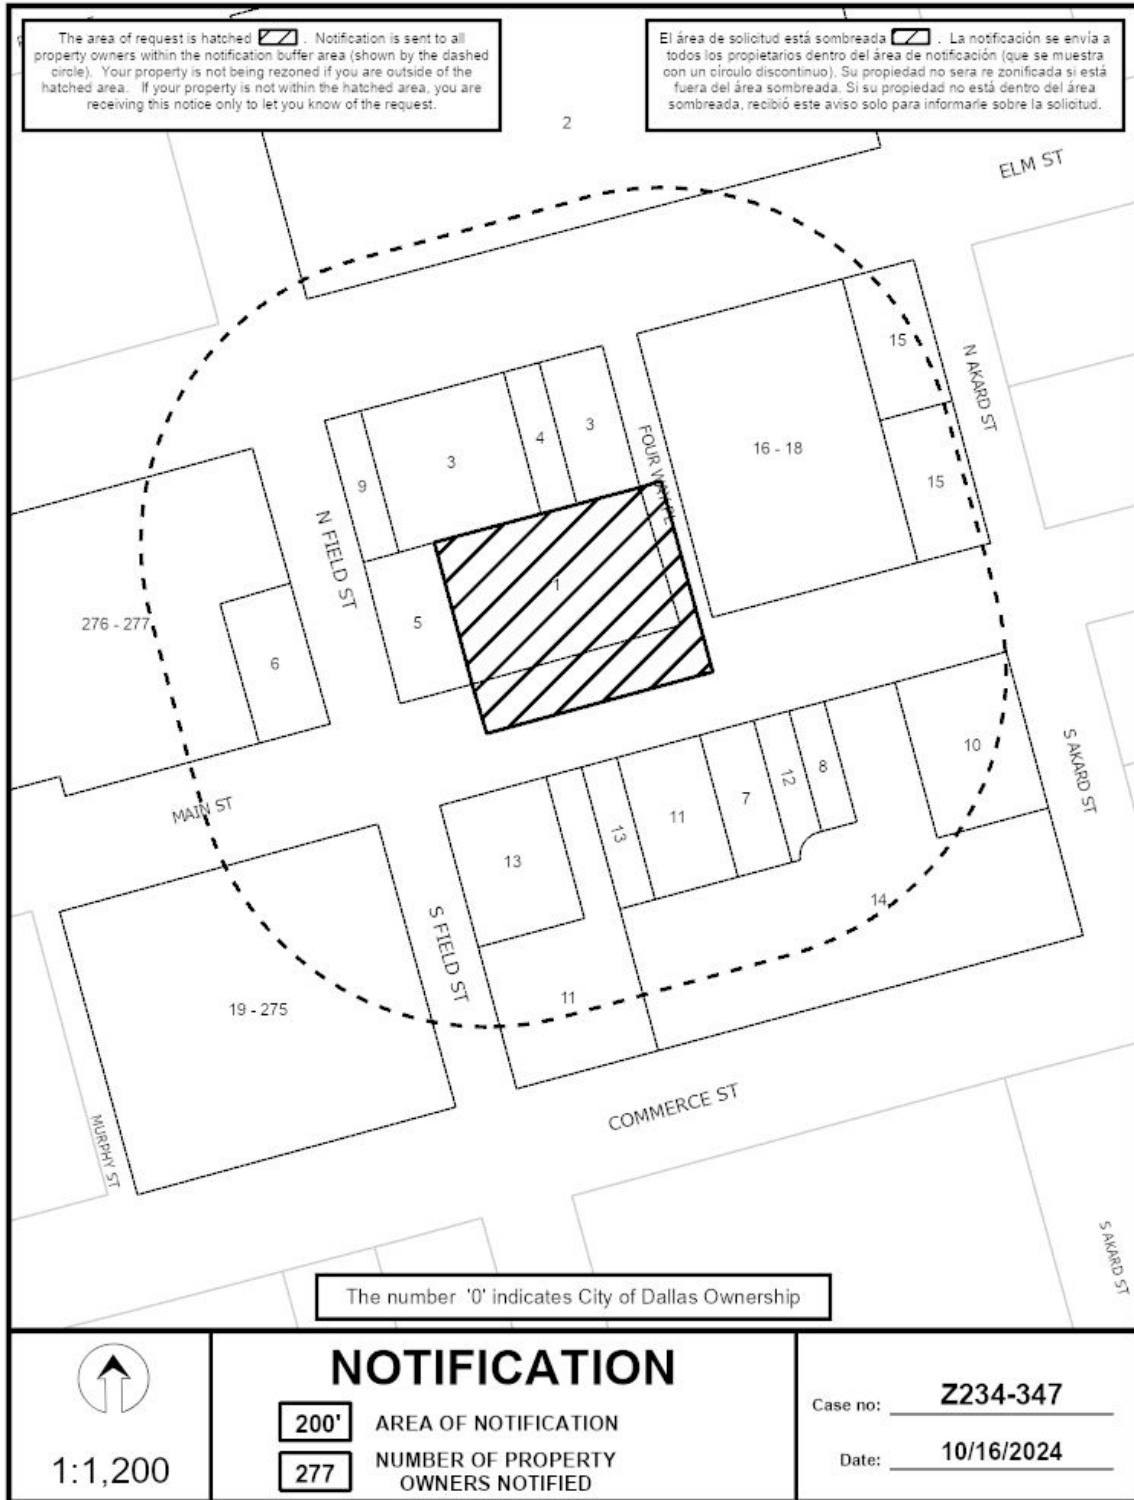 The area of request is hatched . Notification is sent to all
property owners within the notification buffer area (shown by the dashed
circle). Your property is not being rezoned if you are outside of the
hatched area. If your property is not within the hatched area, you are
receiving this notice only to let you know of the request.
El área de solicitud está sombreada . La notificación se envía a
todos los propietarios dentro del área de notificación (que se muestra
con un círculo discontinuo). Su propiedad no sera re zonificada si está
fuera del área sombreada. Si su propiedad no está dentro del área
sombreada, recibió este aviso solo para informarle sobre la solicitud.
2
ELM ST
15
N AKARD ST
3
4
3
16 - 18
FOUR WAY PL
9
15
N FIELD ST
1
5
276 - 277
6
10
S AKARD ST
8
12
7
MAIN ST
11
13
13
14
S FIELD ST
11
19 - 275
COMMERCE ST
MURPHY ST
S AKARD ST
The number '0' indicates City of Dallas Ownership
1:1,200
NOTIFICATION
200' AREA OF NOTIFICATION
277 NUMBER OF PROPERTY
OWNERS NOTIFIED
Case no: Z234-347
Date: 10/16/2024